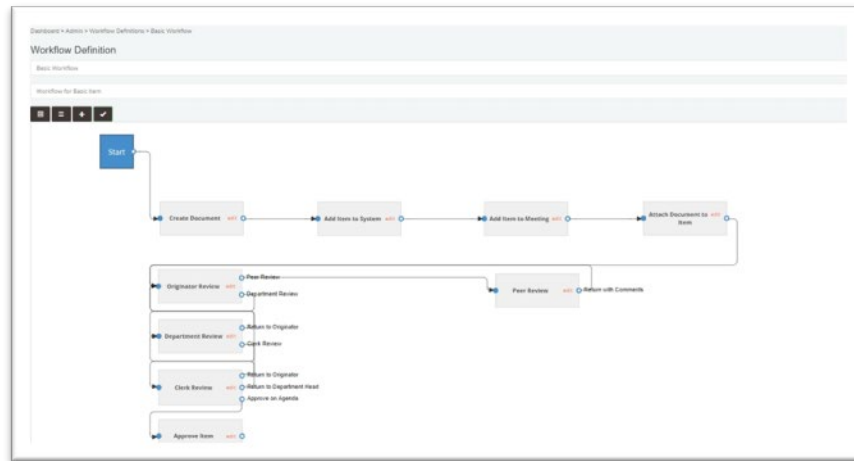 Dashboard > Admin > Workflow Definitions > Basic Workflow
Workflow Definition
Basic Workflow
Workflow for Basic Item
Start
Create Document edit
Add Item to System edit
Add Item to Meeting edit
Attach Document to Item edit
Originator Review edit
Peer Review
Department Review
Peer Review edit
Return with Comments
Department Review edit
Return to Originator
Clerk Review
Clerk Review edit
Return to Originator
Return to Department Head
Approve on Agenda
Approve Item edit